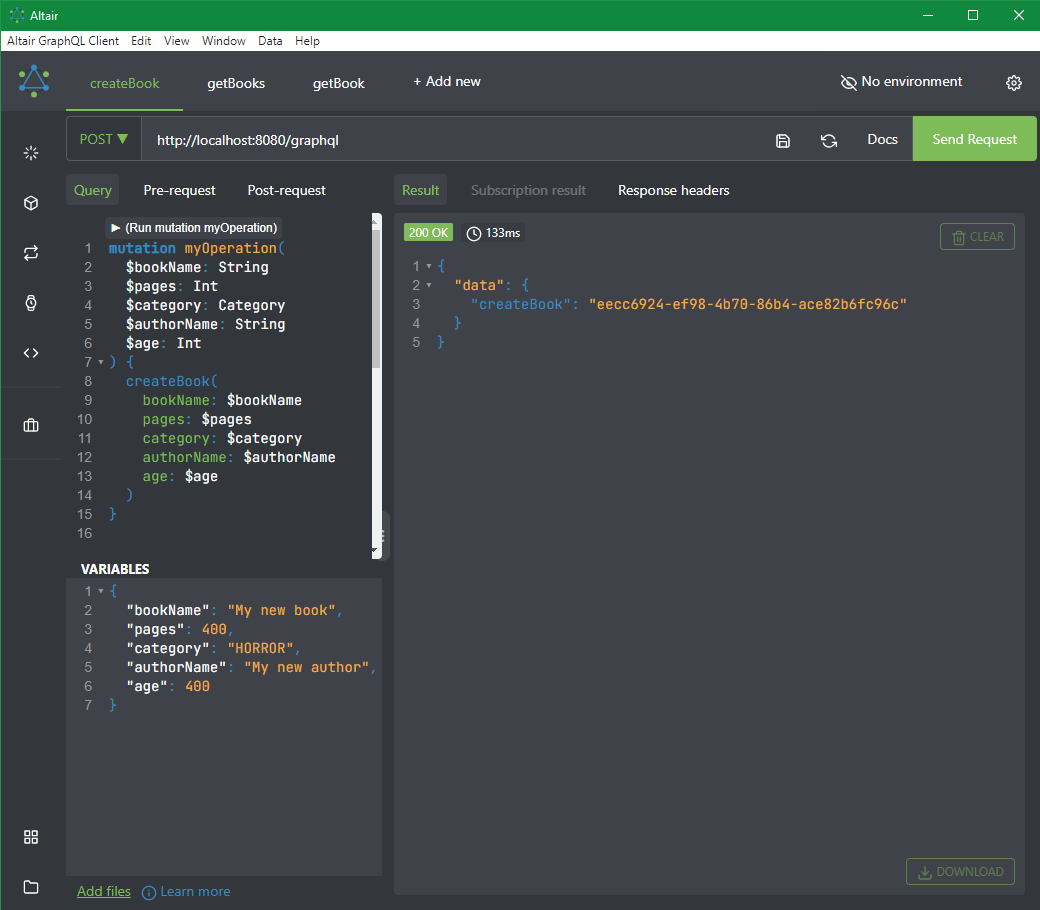 Altair
Altair GraphQL Client Edit View Window Data Help
createBook getBooks getBook + Add new No environment
POST ▼ http://localhost:8080/graphql Docs Send Request
Query Pre-request Post-request
▶ (Run mutation myOperation)
1 mutation myOperation(
2 $bookName: String
3 $pages: Int
4 $category: Category
5 $authorName: String
6 $age: Int
7 ) {
8 createBook(
9 bookName: $bookName
10 pages: $pages
11 category: $category
12 authorName: $authorName
13 age: $age
14 )
15 }
16
VARIABLES
1 {
2 "bookName": "My new book",
3 "pages": 400,
4 "category": "HORROR",
5 "authorName": "My new author",
6 "age": 400
7 }
Add files Learn more
Result Subscription result Response headers
200 OK 133ms CLEAR
1 {
2 "data": {
3 "createBook": "eecc6924-ef98-4b70-86b4-ace82b6fc96c"
4 }
5 }
DOWNLOAD